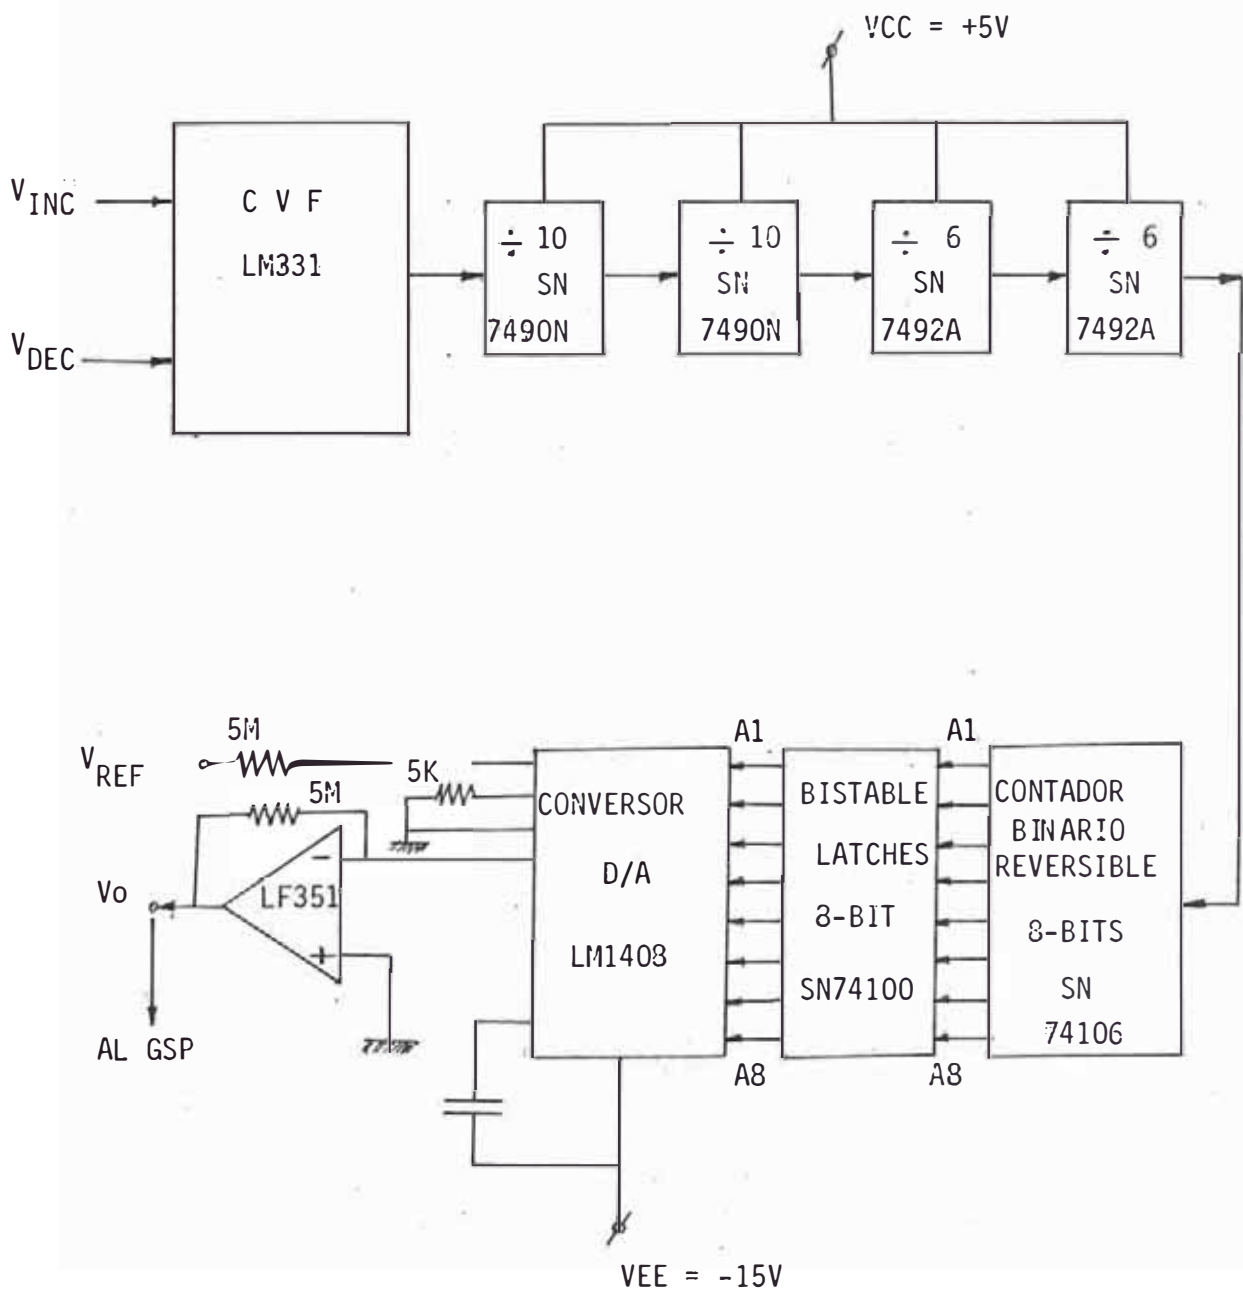 VCC = +5V
VINC
C V F
LM331
VDEC
÷ 10
SN
7490N
÷ 10
SN
7490N
÷ 6
SN
7492A
÷ 6
SN
7492A
VREF
5M
5M
5K
LF351
-
+
Vo
AL GSP
CONVERSOR
D/A
LM1408
A1
A8
BISTABLE
LATCHES
8-BIT
SN74100
A1
A8
CONTADOR
BINARIO
REVERSIBLE
8-BITS
SN
74106
VEE = -15V